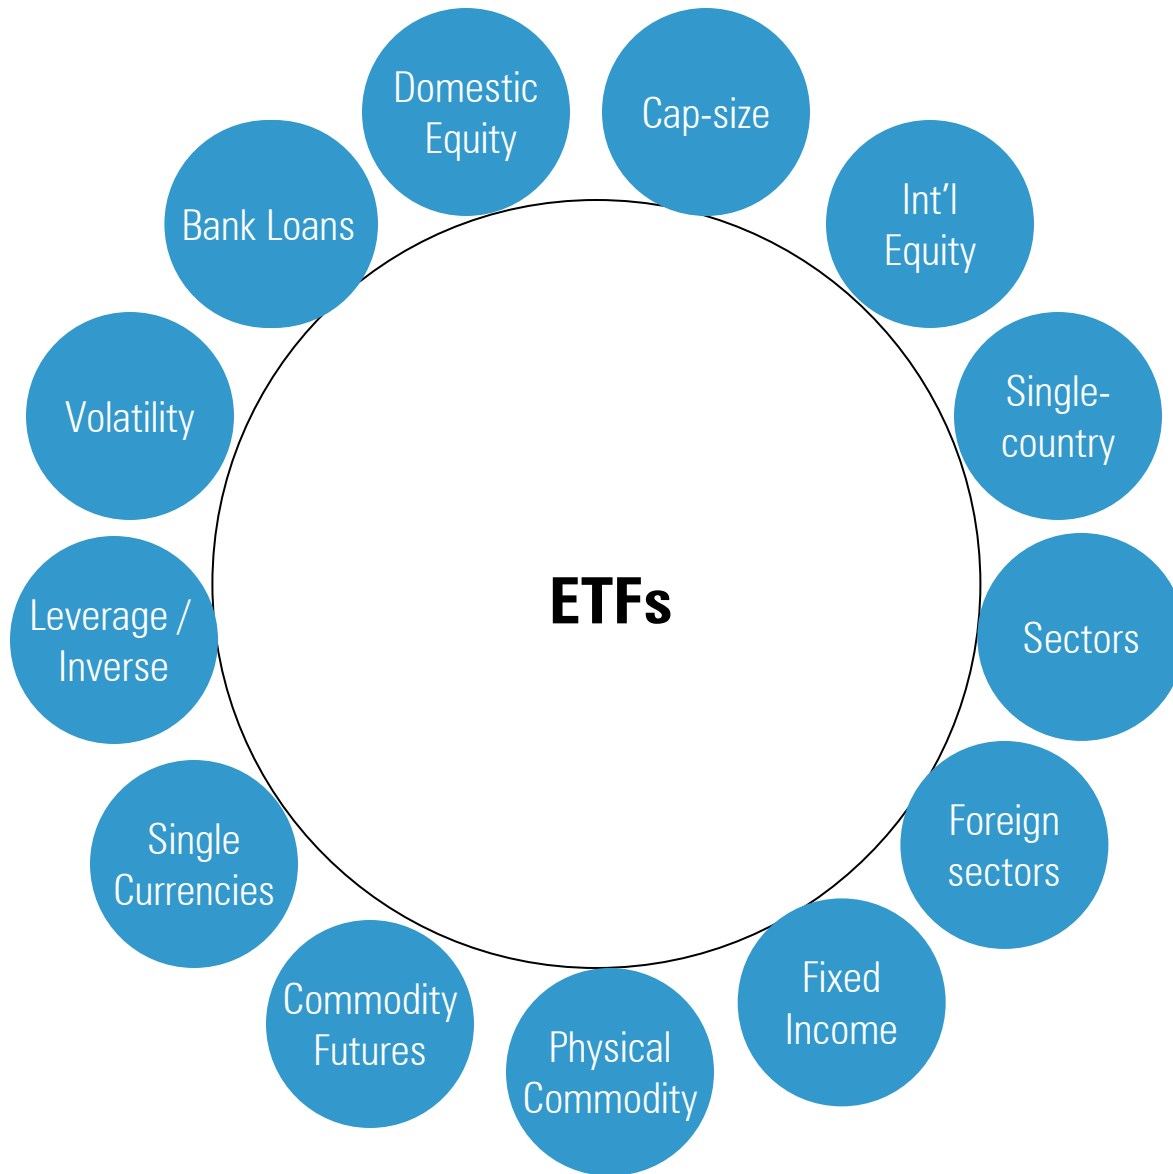 Domestic
Equity
Cap-size
Int’l
Equity
Single-
country
Sectors
Foreign
sectors
Fixed
Income
Physical
Commodity
Commodity
Futures
Single
Currencies
Leverage /
Inverse
Volatility
Bank Loans
ETFs